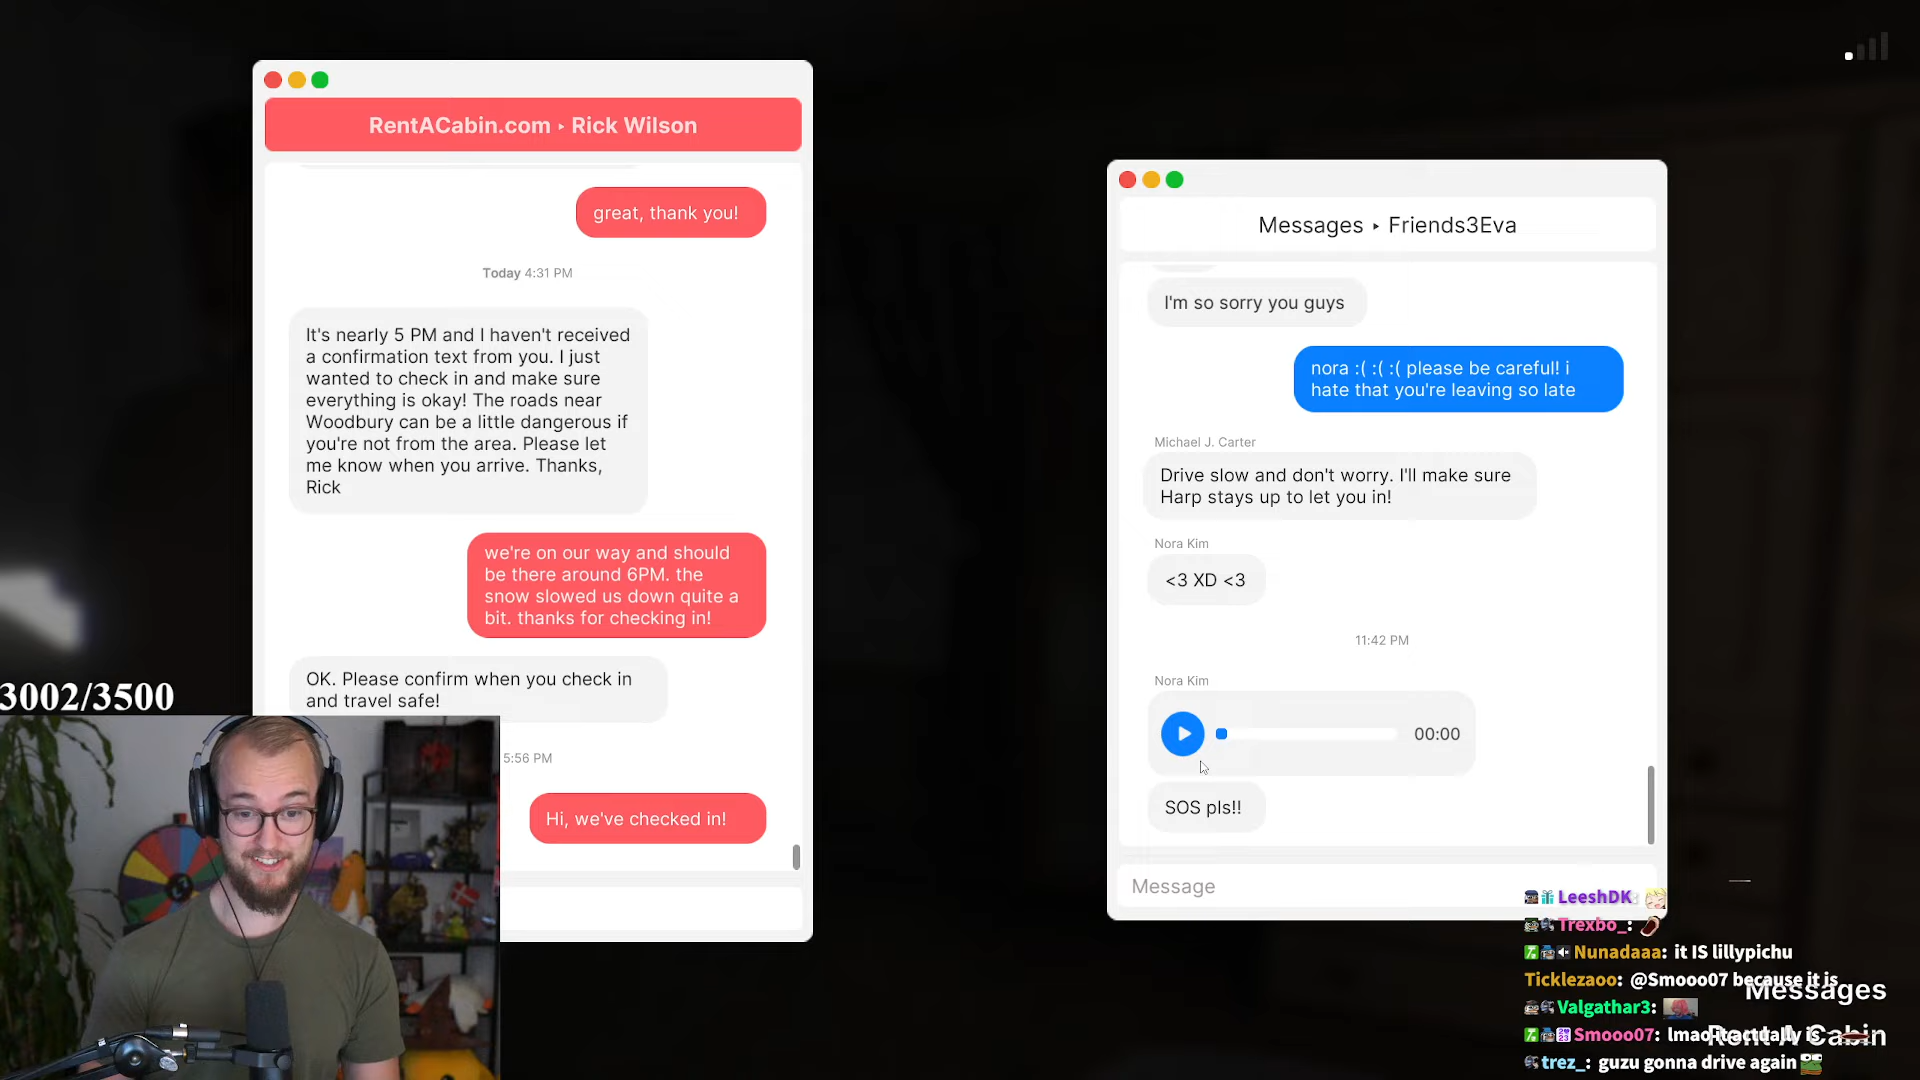 RentACabin.com ▸ Rick Wilson
great, thank you!
Today 4:31 PM
It's nearly 5 PM and I haven't received
a confirmation text from you. I just
wanted to check in and make sure
everything is okay! The roads near
Woodbury can be a little dangerous if
you're not from the area. Please let
me know when you arrive. Thanks,
Rick
we're on our way and should
be there around 6PM. the
snow slowed us down quite a
bit. thanks for checking in!
OK. Please confirm when you check in
and travel safe!
5:56 PM
Hi, we've checked in!
3002/3500
Messages ▸ Friends3Eva
I'm so sorry you guys
nora :( :( :( please be careful! i
hate that you're leaving so late
Michael J. Carter
Drive slow and don't worry. I'll make sure
Harp stays up to let you in!
Nora Kim
<3 XD <3
11:42 PM
Nora Kim
00:00
SOS pls!!
Message
LeeshDK:
Trexbo_:
Nunadaaa: it IS lillypichu
Ticklezaoo: @Smooo07 because it is
Messages
Valgathar3:
Smooo07: lmao it actually is
Rent A Cabin
trez_: guzu gonna drive again